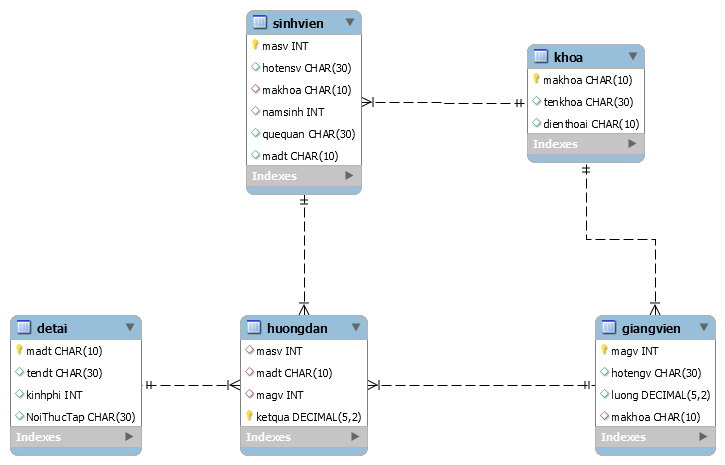 sinhvien
masv INT
hotensv CHAR(30)
makhoa CHAR(10)
namsinh INT
quequan CHAR(30)
madt CHAR(10)
Indexes
khoa
makhoa CHAR(10)
tenkhoa CHAR(30)
dienthoai CHAR(10)
Indexes
detai
madt CHAR(10)
tendt CHAR(30)
kinhphi INT
NoiThucTap CHAR(30)
Indexes
huongdan
masv INT
madt CHAR(10)
magv INT
ketqua DECIMAL(5,2)
Indexes
giangvien
magv INT
hotengv CHAR(30)
luong DECIMAL(5,2)
makhoa CHAR(10)
Indexes